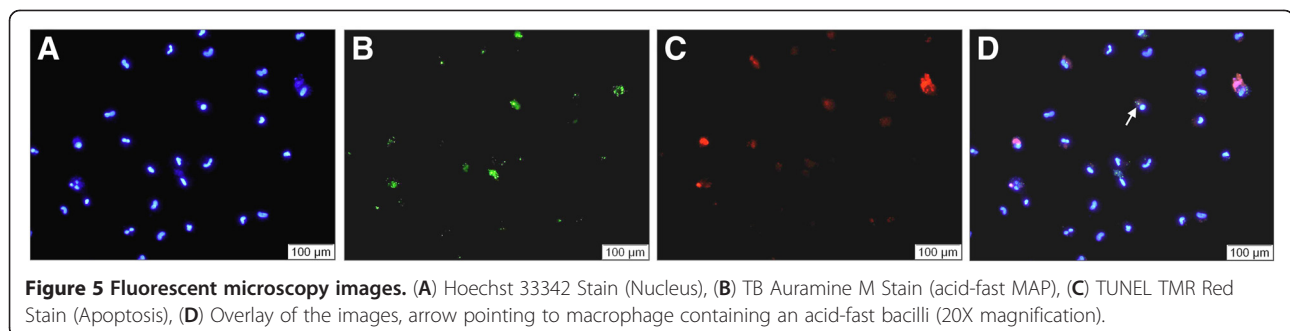 A B C D
100 µm 100 µm 100 µm 100 µm
Figure 5 Fluorescent microscopy images. (A) Hoechst 33342 Stain (Nucleus), (B) TB Auramine M Stain (acid-fast MAP), (C) TUNEL TMR Red
Stain (Apoptosis), (D) Overlay of the images, arrow pointing to macrophage containing an acid-fast bacilli (20X magnification).